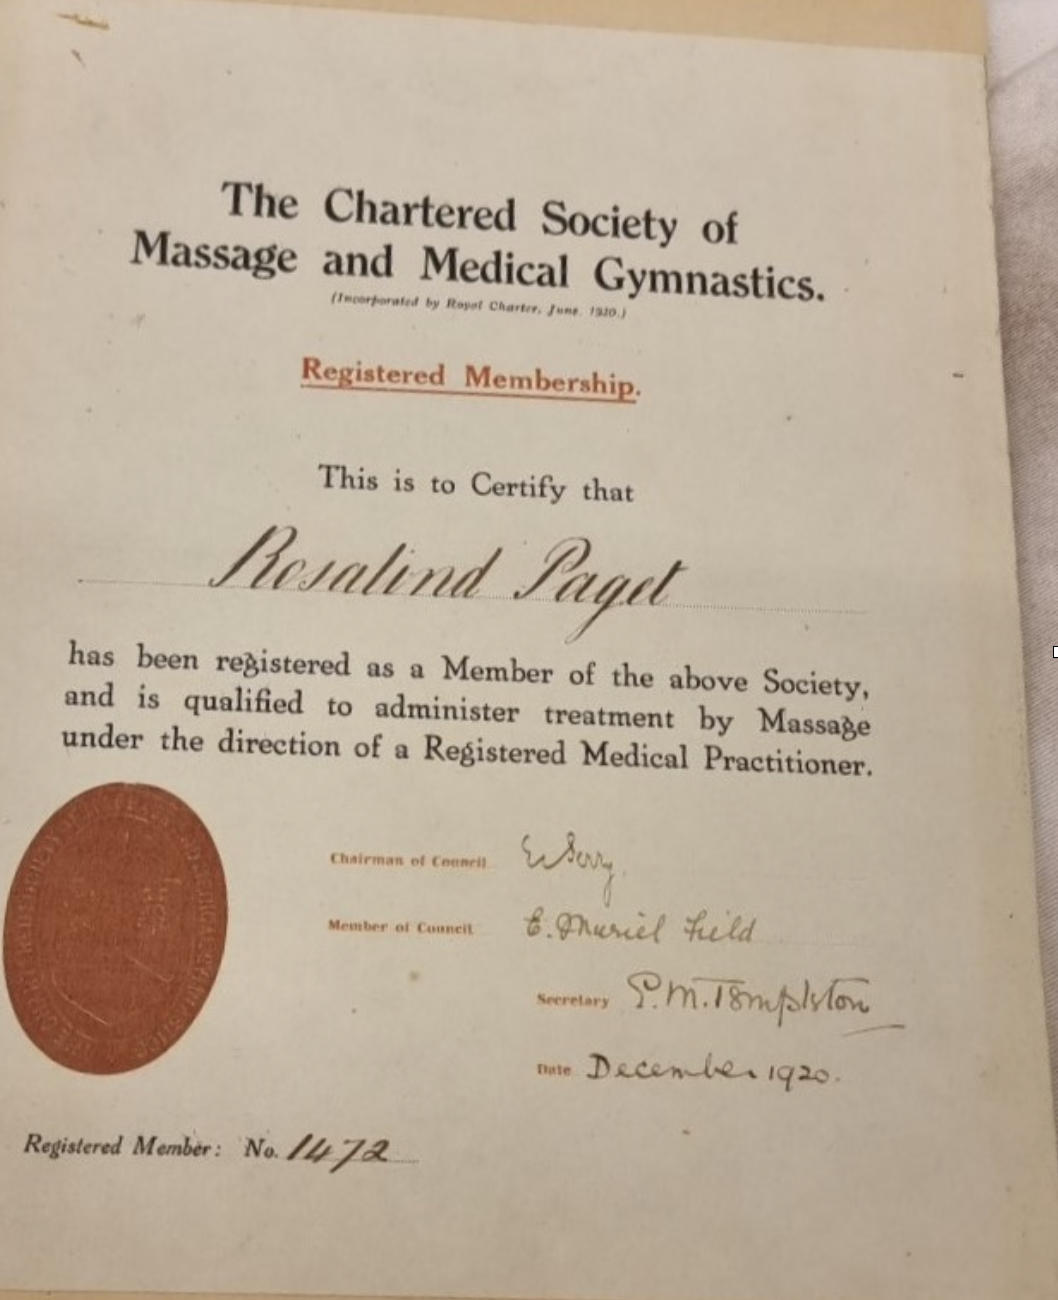 The Chartered Society of
Massage and Medical Gymnastics.
(Incorporated by Royal Charter, June, 1920.)
Registered Membership.
This is to Certify that
Rosalind Paget
has been registered as a Member of the above Society,
and is qualified to administer treatment by Massage
under the direction of a Registered Medical Practitioner.
Chairman of Council
Member of Council E. Muriel Field
Secretary P.M. Templeton
Date December 1920.
Registered Member: No. 1472